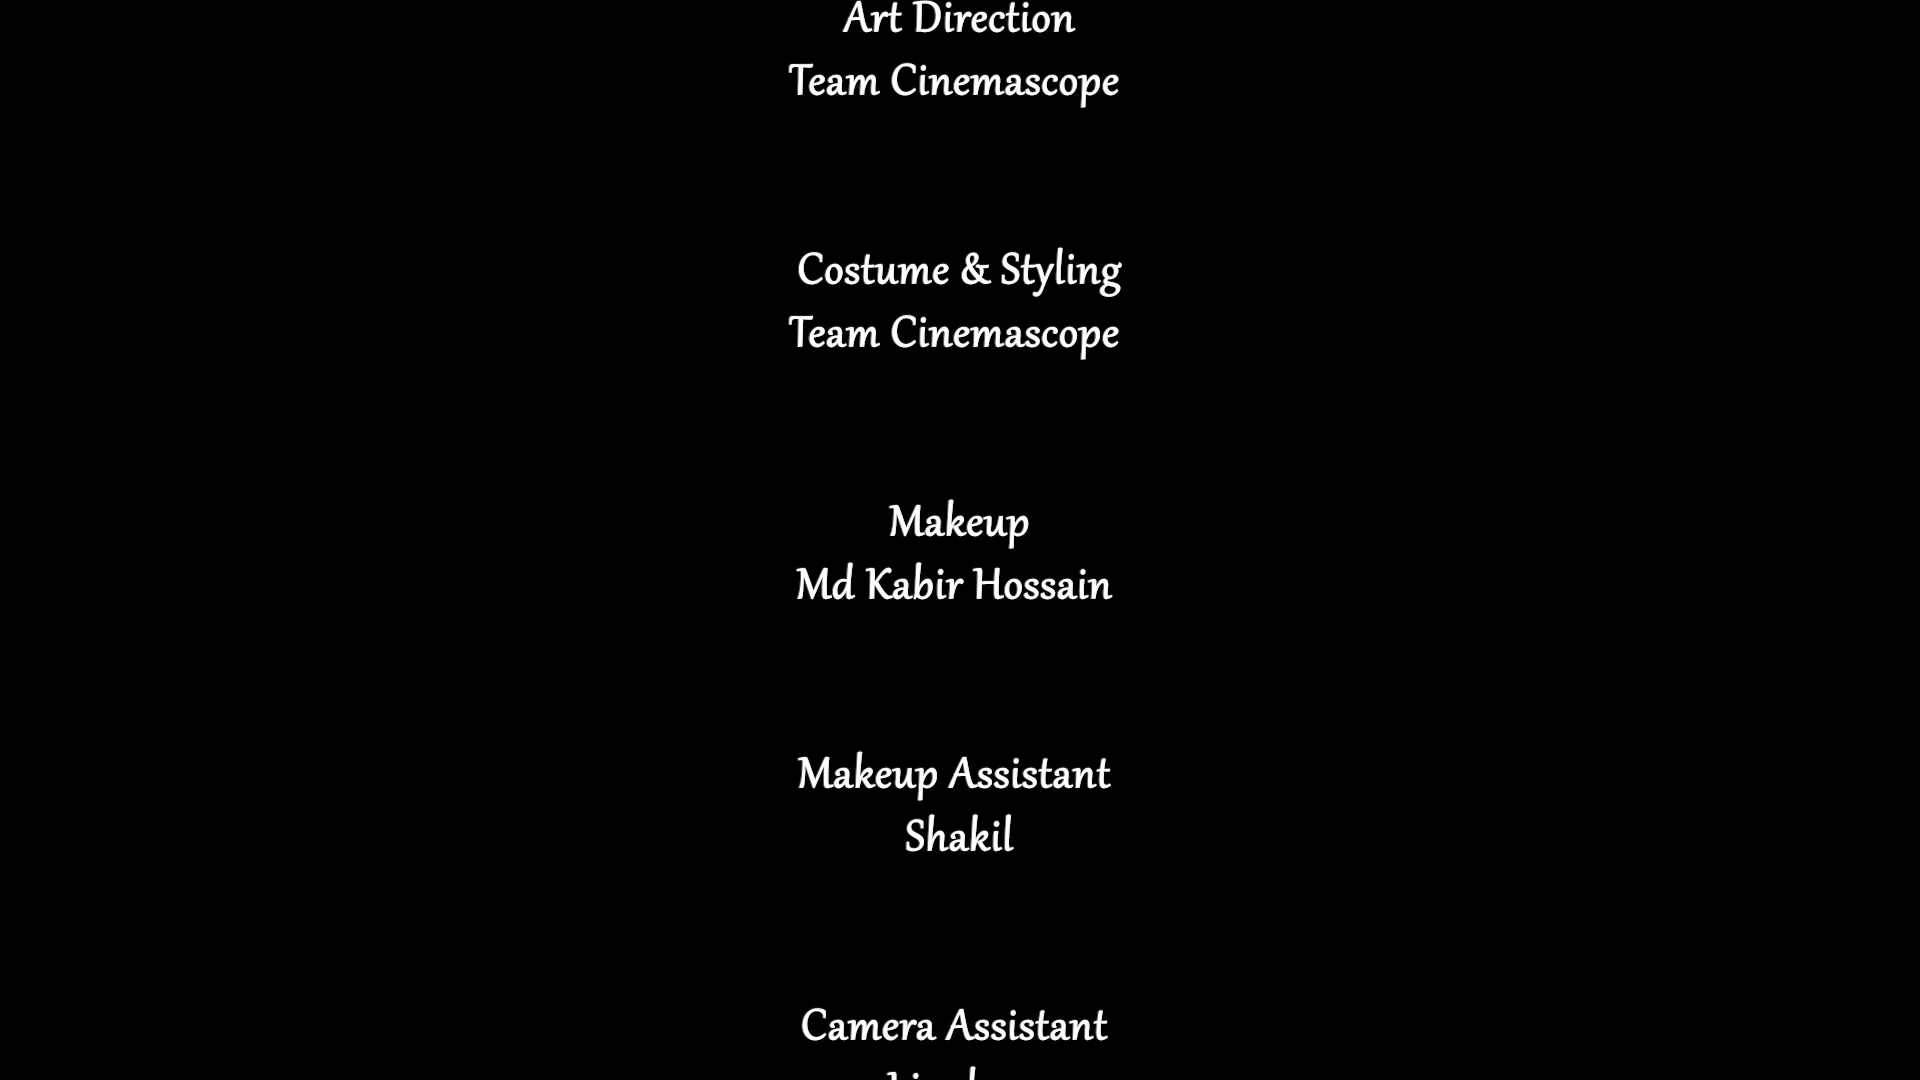 Art Direction
Team Cinemascope
Costume & Styling
Team Cinemascope
Makeup
Md Kabir Hossain
Makeup Assistant
Shakil
Camera Assistant